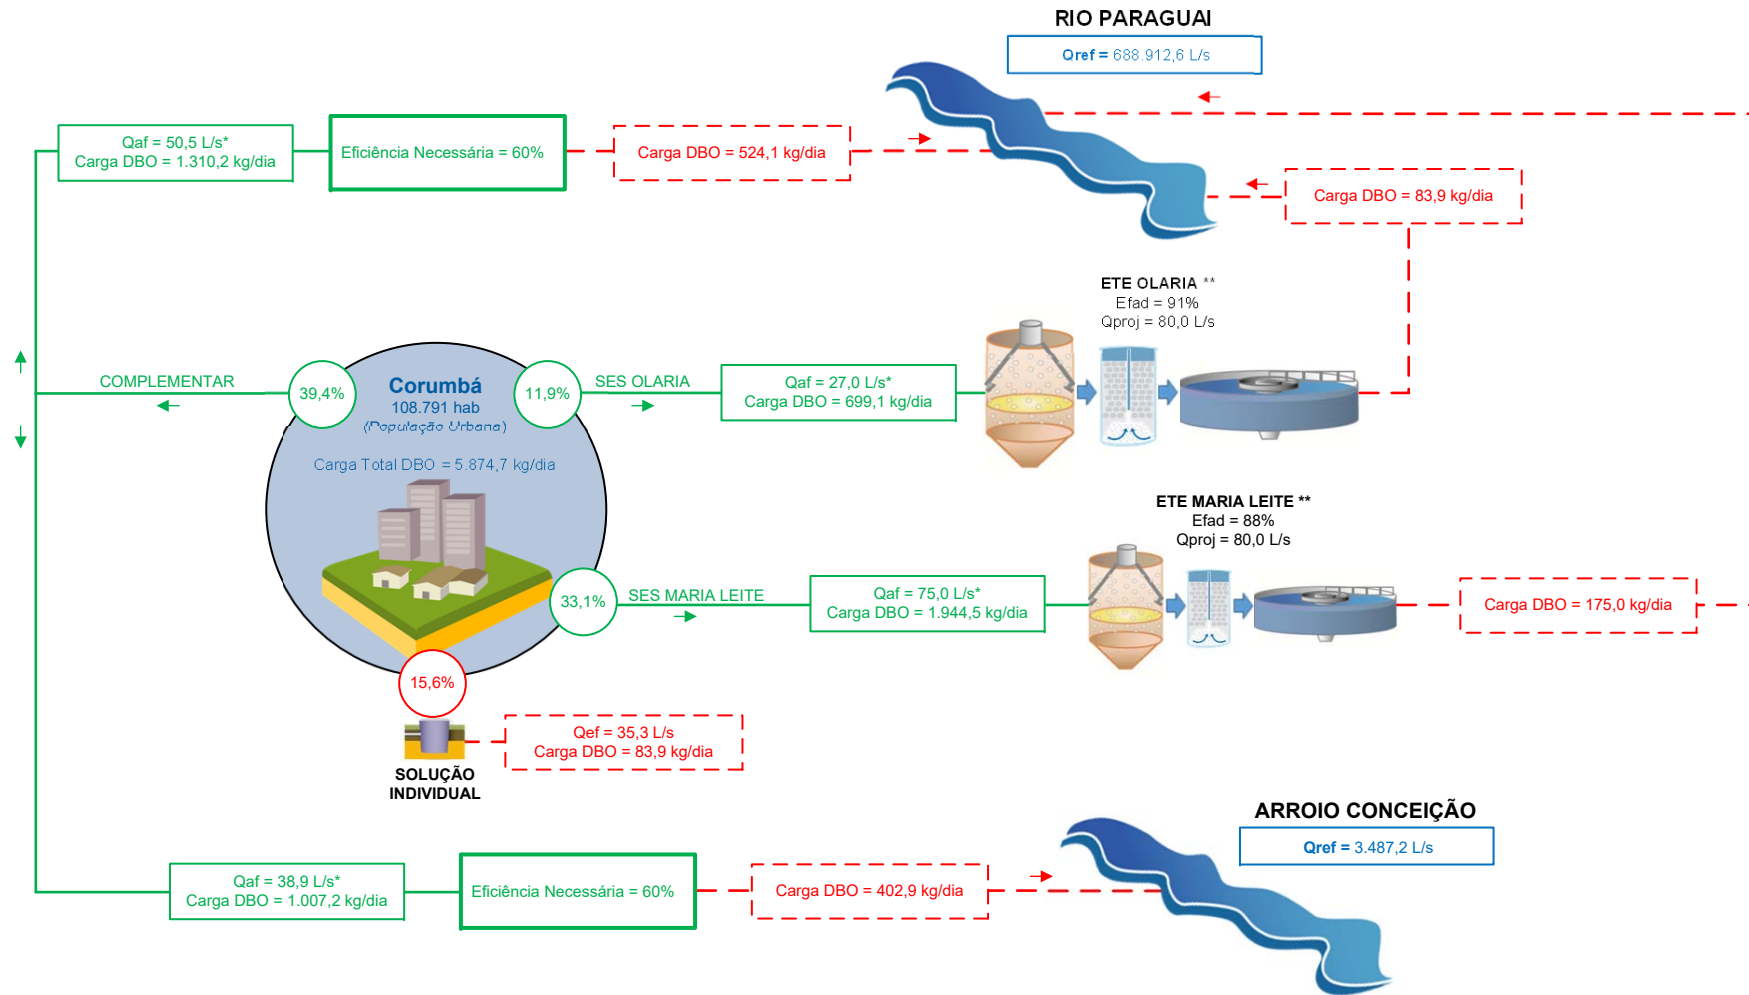 RIO PARAGUAI
Qref = 688.912,6 L/s
Qaf = 50,5 L/s*
Carga DBO = 1.310,2 kg/dia
Eficiência Necessária = 60%
Carga DBO = 524,1 kg/dia
Carga DBO = 83,9 kg/dia
ETE OLARIA **
Efad = 91%
Qproj = 80,0 L/s
COMPLEMENTAR
39,4%
Corumbá
108.791 hab
(População Urbana)
Carga Total DBO = 5.874,7 kg/dia
11,9%
SES OLARIA
Qaf = 27,0 L/s*
Carga DBO = 699,1 kg/dia
ETE MARIA LEITE **
Efad = 88%
Qproj = 80,0 L/s
33,1%
SES MARIA LEITE
Qaf = 75,0 L/s*
Carga DBO = 1.944,5 kg/dia
Carga DBO = 175,0 kg/dia
15,6%
SOLUÇÃO
INDIVIDUAL
Qef = 35,3 L/s
Carga DBO = 83,9 kg/dia
ARROIO CONCEIÇÃO
Qref = 3.487,2 L/s
Qaf = 38,9 L/s*
Carga DBO = 1.007,2 kg/dia
Eficiência Necessária = 60%
Carga DBO = 402,9 kg/dia